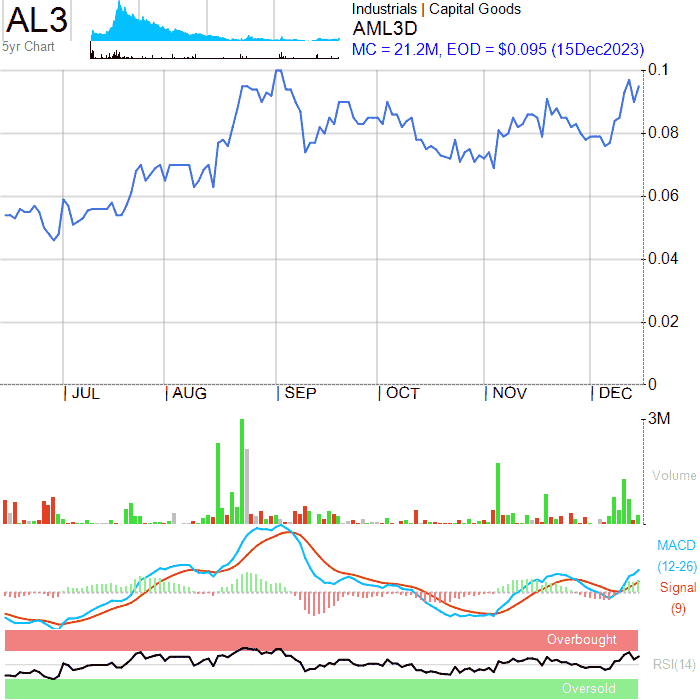 AL3
5yr Chart
Industrials | Capital Goods
AML3D
MC = 21.2M, EOD = $0.095 (15Dec2023)
0.1
0.08
0.06
0.04
0.02
0
| JUL | AUG | SEP | OCT | NOV | DEC
3M
Volume
MACD
(12-26)
Signal
(9)
Overbought
RSI(14)
Oversold